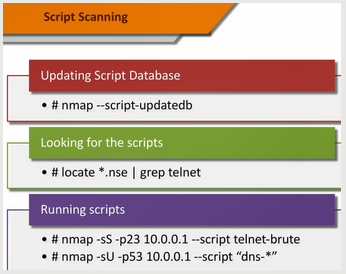 Script Scanning
Updating Script Database
• # nmap --script-updatedb
Looking for the scripts
• # locate *.nse | grep telnet
Running scripts
• # nmap -sS -p23 10.0.0.1 --script telnet-brute
• # nmap -sU -p53 10.0.0.1 --script “dns-*”